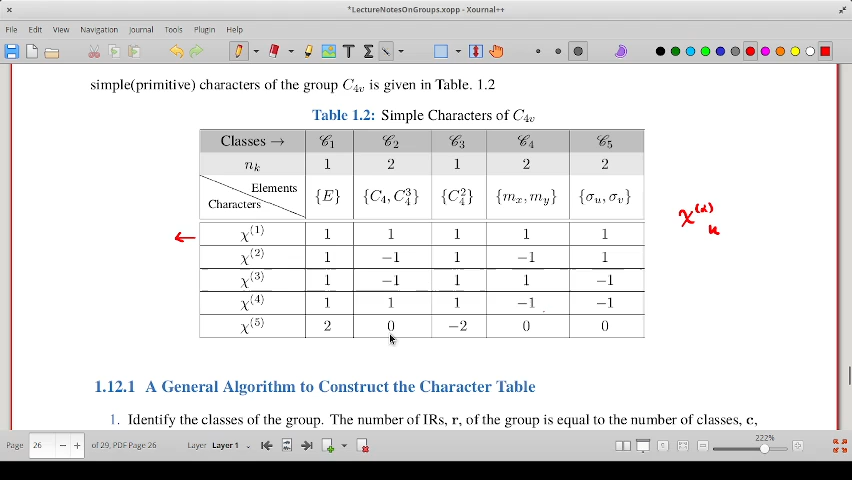 *LectureNotesOnGroups.xopp - Xournal++
File Edit View Navigation Journal Tools Plugin Help
simple(primitive) characters of the group C₄ᵥ is given in Table. 1.2
Table 1.2: Simple Characters of C₄ᵥ
Classes → 𝒞₁ 𝒞₂ 𝒞₃ 𝒞₄ 𝒞₅
nₖ 1 2 1 2 2
Elements
Characters {E} {C₄, C₄³} {C₄²} {mₓ, m_y} {σᵤ, σᵥ}
χ⁽¹⁾ 1 1 1 1 1
χ⁽²⁾ 1 −1 1 −1 1
χ⁽³⁾ 1 −1 1 1 −1
χ⁽⁴⁾ 1 1 1 −1 −1
χ⁽⁵⁾ 2 0 −2 0 0
← χ⁽ᵅ⁾ₖ
1.12.1 A General Algorithm to Construct the Character Table
1. Identify the classes of the group. The number of IRs, r, of the group is equal to the number of classes, c,
Page 26 of 29, PDF Page 26 Layer Layer 1 222%